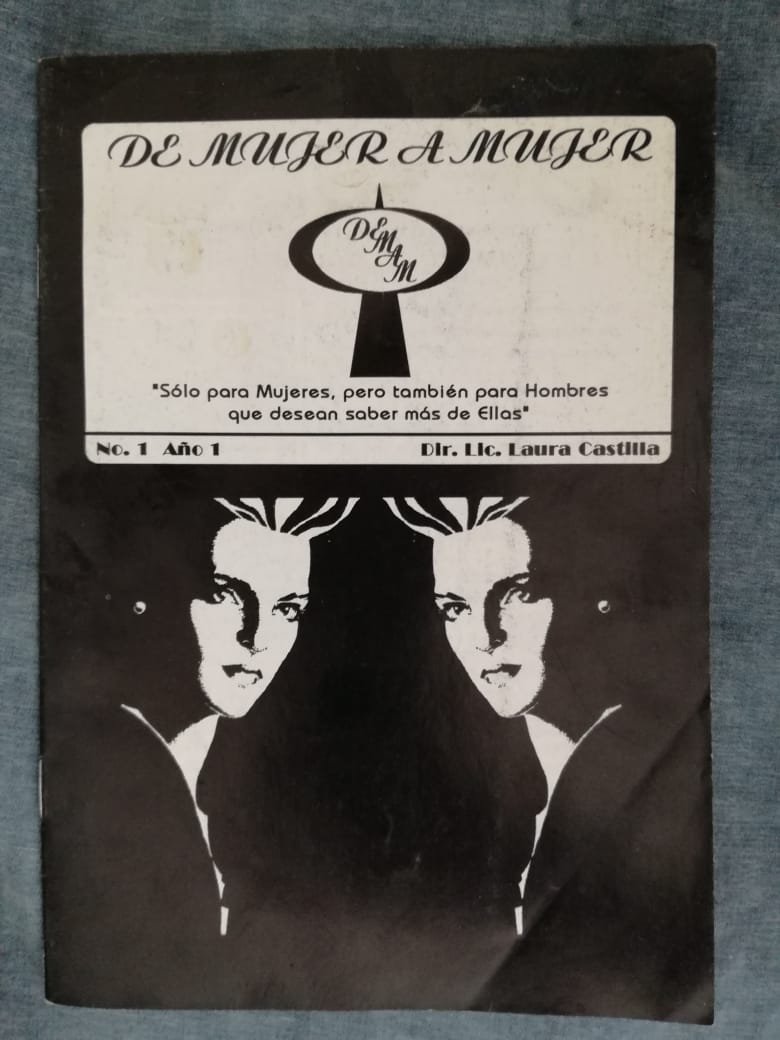 DE MUJER A MUJER
DE
M
A
M
"Sólo para Mujeres, pero también para Hombres
que desean saber más de Ellas"
No. 1 Año 1 Dir. Lic. Laura Castilla